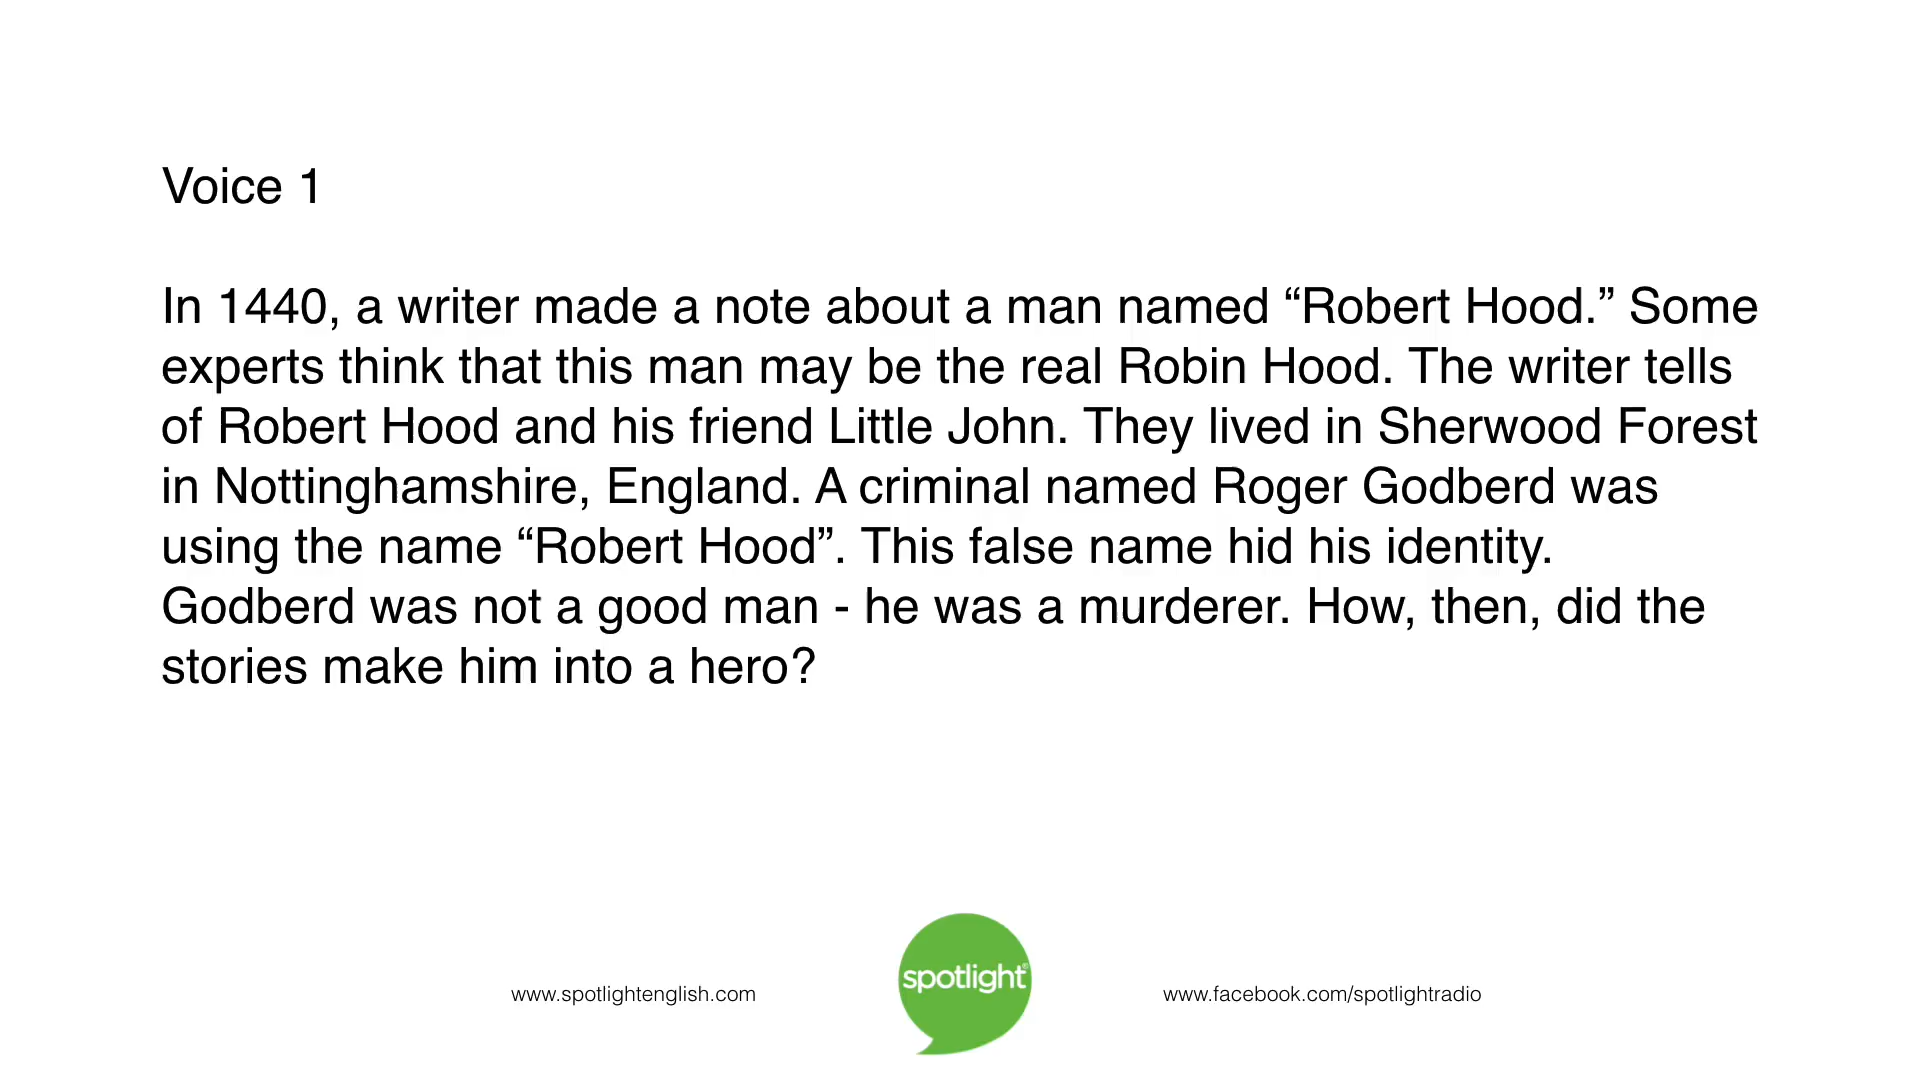 Voice 1
In 1440, a writer made a note about a man named “Robert Hood.” Some
experts think that this man may be the real Robin Hood. The writer tells
of Robert Hood and his friend Little John. They lived in Sherwood Forest
in Nottinghamshire, England. A criminal named Roger Godberd was
using the name “Robert Hood”. This false name hid his identity.
Godberd was not a good man - he was a murderer. How, then, did the
stories make him into a hero?
www.spotlightenglish.com
spotlight®
www.facebook.com/spotlightradio